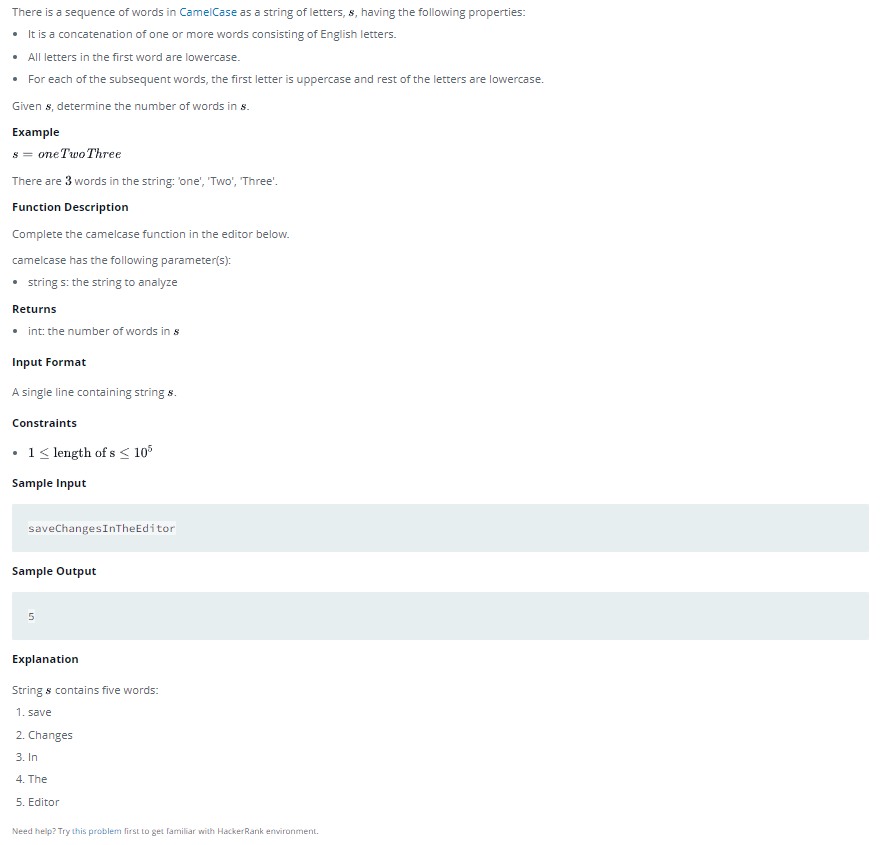 There is a sequence of words in CamelCase as a string of letters, s, having the following properties:
• It is a concatenation of one or more words consisting of English letters.
• All letters in the first word are lowercase.
• For each of the subsequent words, the first letter is uppercase and rest of the letters are lowercase.
Given s, determine the number of words in s.
Example
s = oneTwoThree
There are 3 words in the string: 'one', 'Two', 'Three'.
Function Description
Complete the camelcase function in the editor below.
camelcase has the following parameter(s):
• string s: the string to analyze
Returns
• int: the number of words in s
Input Format
A single line containing string s.
Constraints
• 1 ≤ length of s ≤ 10⁵
Sample Input
saveChangesInTheEditor
Sample Output
5
Explanation
String s contains five words:
1. save
2. Changes
3. In
4. The
5. Editor
Need help? Try this problem first to get familiar with HackerRank environment.